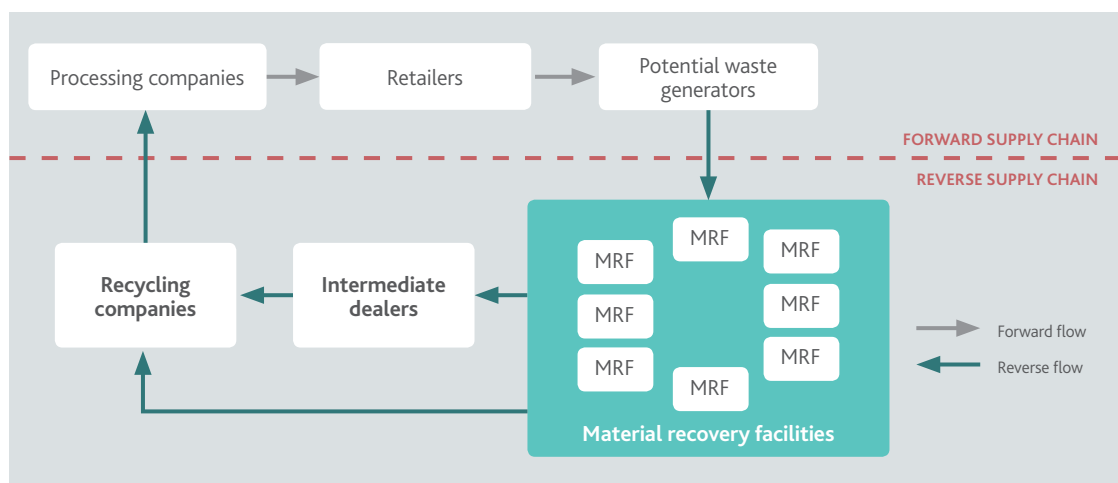 Processing companies
Retailers
Potential waste
generators
FORWARD SUPPLY CHAIN
REVERSE SUPPLY CHAIN
Recycling
companies
Intermediate
dealers
MRF
MRF
MRF
MRF
MRF
MRF
MRF
MRF
Material recovery facilities
Forward flow
Reverse flow